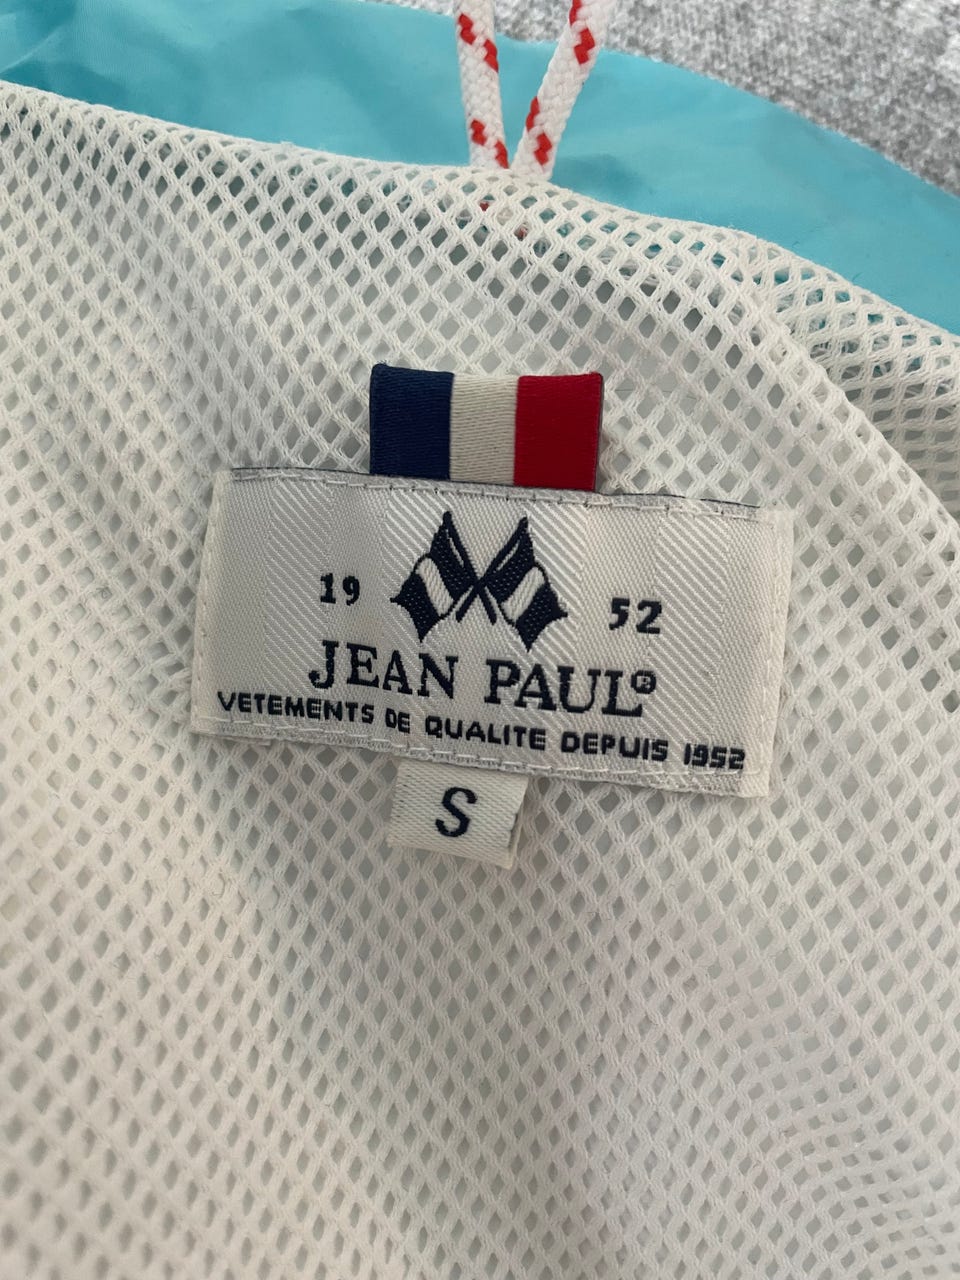 19 52
JEAN PAUL®
VETEMENTS DE QUALITE DEPUIS 1952
S